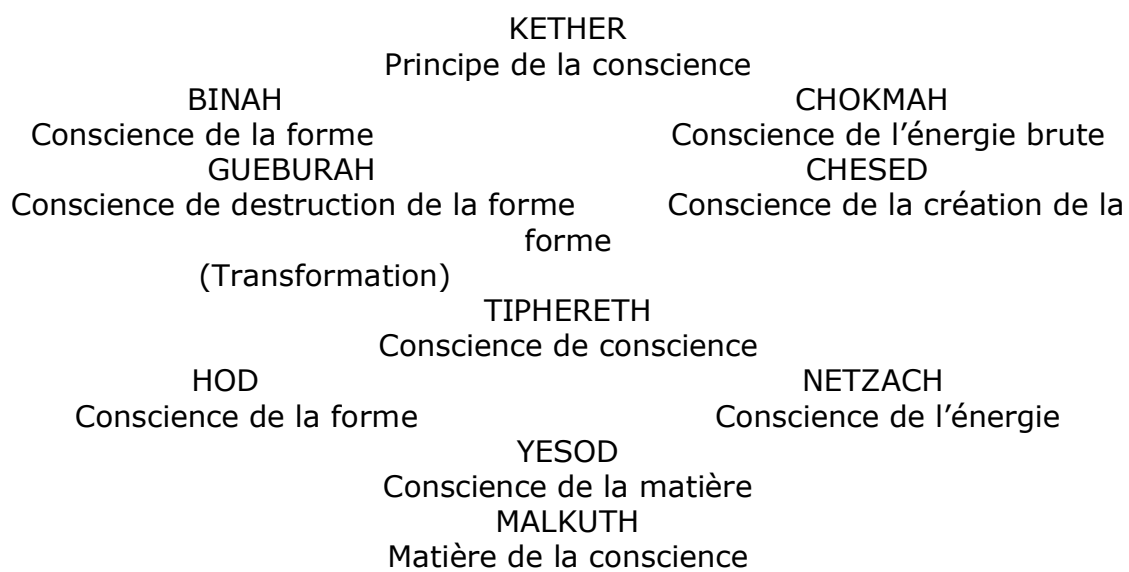 KETHER
Principe de la conscience
BINAH CHOKMAH
Conscience de la forme Conscience de l’énergie brute
GUEBURAH CHESED
Conscience de destruction de la forme Conscience de la création de la
forme
(Transformation)
TIPHERETH
Conscience de conscience
HOD NETZACH
Conscience de la forme Conscience de l’énergie
YESOD
Conscience de la matière
MALKUTH
Matière de la conscience